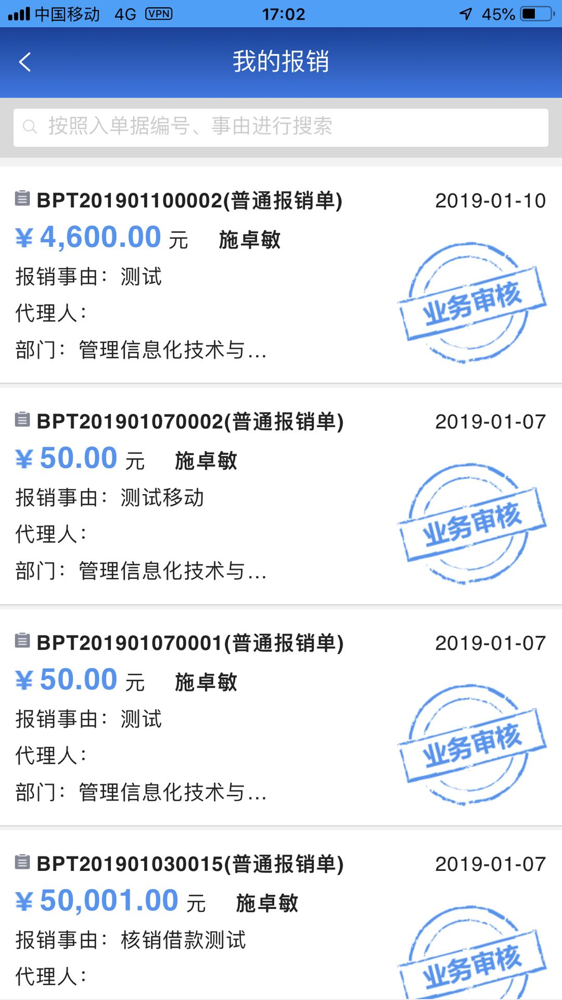 中国移动 4G VPN 17:02 45%
我的报销
按照入单据编号、事由进行搜索
BPT201901100002(普通报销单) 2019-01-10
¥ 4,600.00 元 施卓敏
报销事由：测试
代理人：
部门：管理信息化技术与...
业务审核
BPT201901070002(普通报销单) 2019-01-07
¥ 50.00 元 施卓敏
报销事由：测试移动
代理人：
部门：管理信息化技术与...
业务审核
BPT201901070001(普通报销单) 2019-01-07
¥ 50.00 元 施卓敏
报销事由：测试
代理人：
部门：管理信息化技术与...
业务审核
BPT201901030015(普通报销单) 2019-01-07
¥ 50,001.00 元 施卓敏
报销事由：核销借款测试
代理人：
业务审核